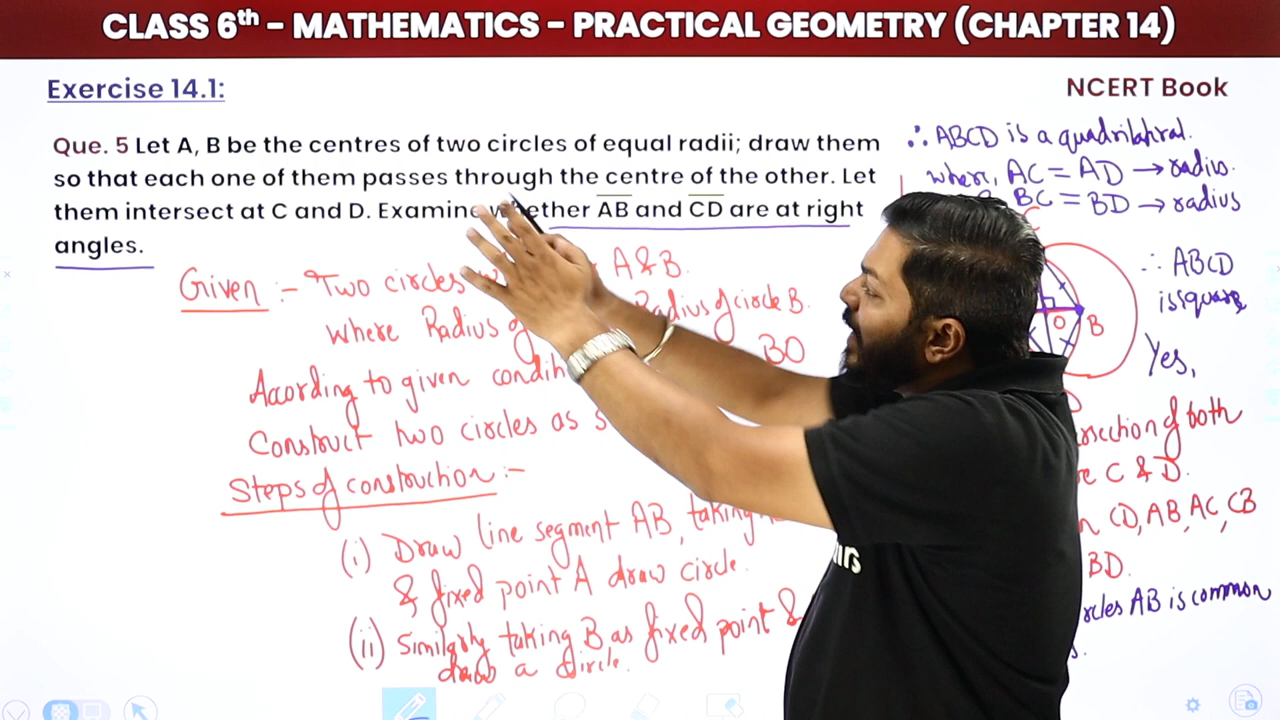 CLASS 6th - MATHEMATICS - PRACTICAL GEOMETRY (CHAPTER 14)
Exercise 14.1:
NCERT Book
Que. 5 Let A, B be the centres of two circles of equal radii; draw them
so that each one of them passes through the centre of the other. Let
them intersect at C and D. Examine whether AB and CD are at right
angles.
Given :- Two circles A & B.
Where Radius of Radius of circle B.
BO
Acording to given
Construct two circles as
Steps of construction :-
(i) Draw line segment AB, taking
& fixed point A draw circle.
(ii) Similarly taking B as fixed point &
draw a circle.
∴ ABCD is a quadrilatral.
where, AC = AD → radius.
BC = BD → radius
C
O
B
∴ ABCD
is square
Yes,
of both
C & D.
CD, AB, AC, CB
BD.
AB is common